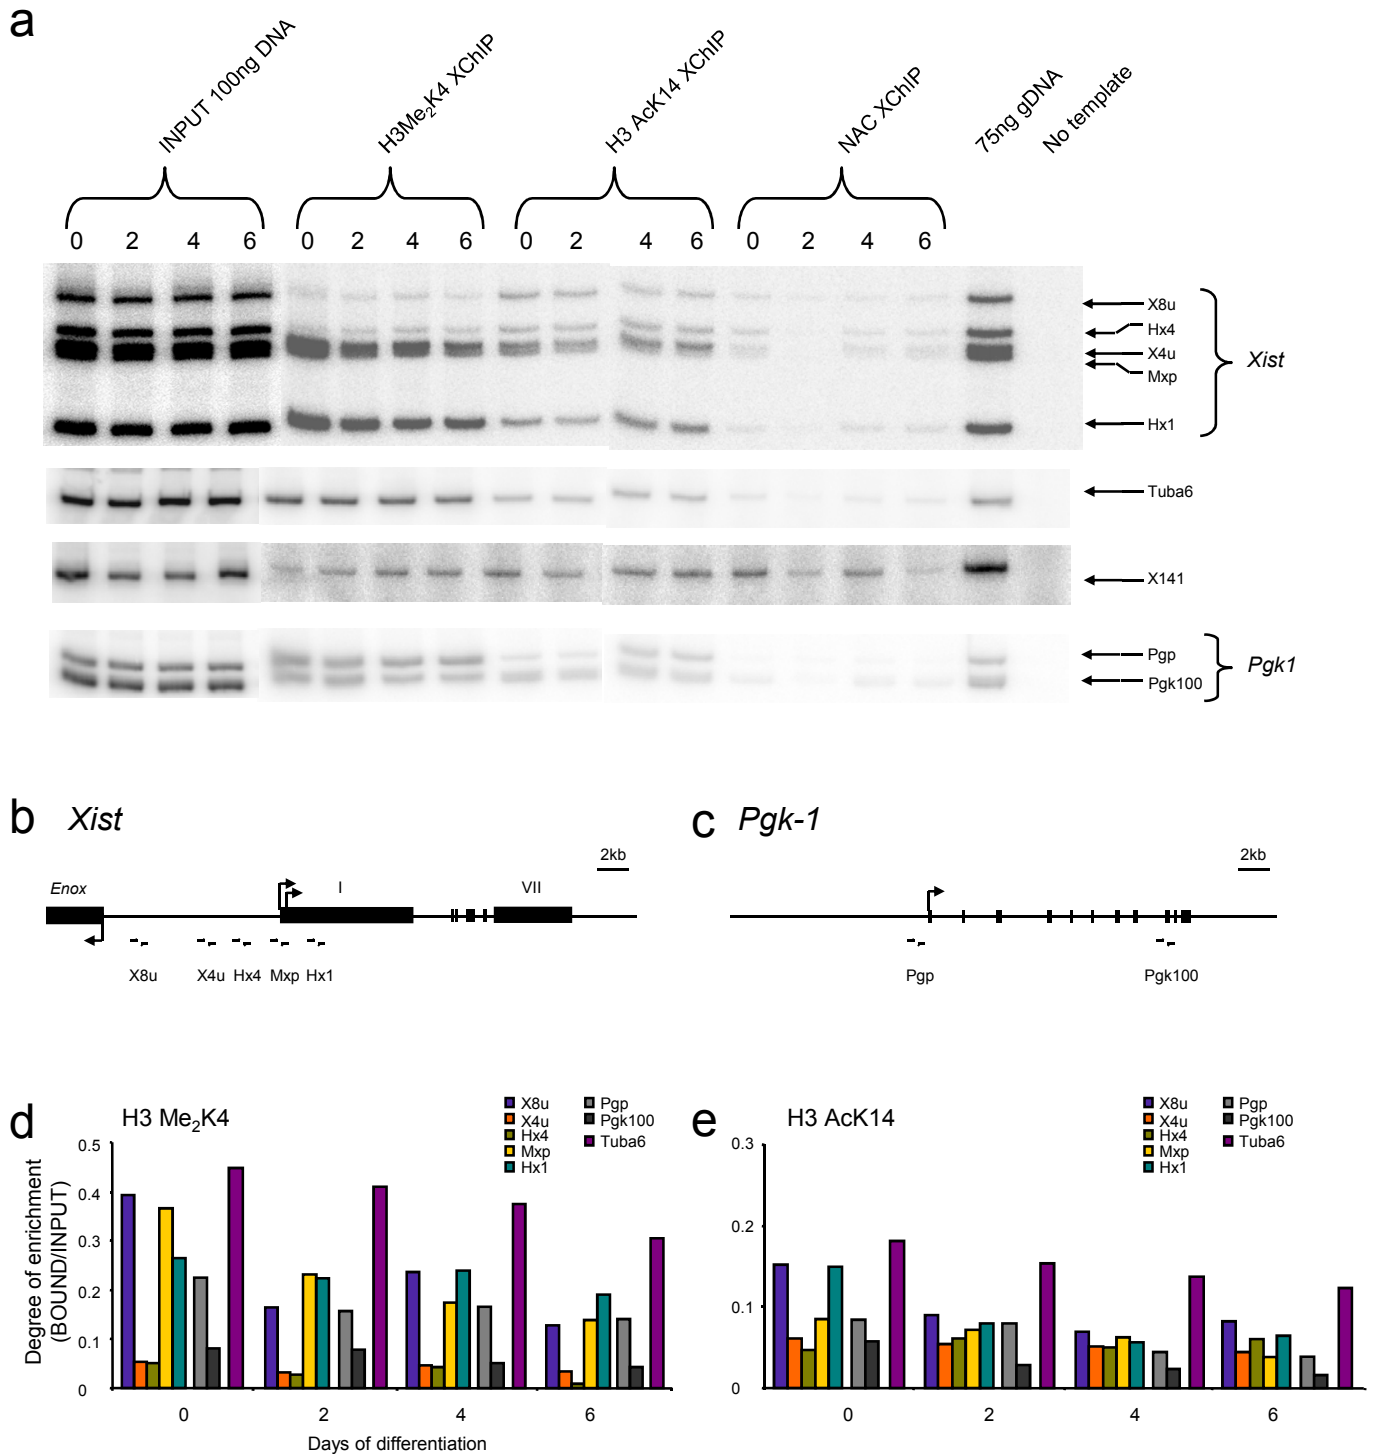 a
INPUT 100ng DNA
H3Me₂K4 XChIP
H3 AcK14 XChIP
NAC XChIP
75ng gDNA
No template
0 2 4 6 0 2 4 6 0 2 4 6 0 2 4 6
X8u
Hx4
X4u
Mxp
Hx1
Xist
Tuba6
X141
Pgp
Pgk100
Pgk1
b Xist
2kb
Enox I VII
X8u X4u Hx4 Mxp Hx1
c Pgk-1
2kb
Pgp Pgk100
d H3 Me₂K4
X8u Pgp
X4u Pgk100
Hx4 Tuba6
Mxp
Hx1
Degree of enrichment
(BOUND/INPUT)
0.5
0.4
0.3
0.2
0.1
0
0 2 4 6
Days of differentiation
e H3 AcK14
X8u Pgp
X4u Pgk100
Hx4 Tuba6
Mxp
Hx1
0.3
0.2
0.1
0
0 2 4 6